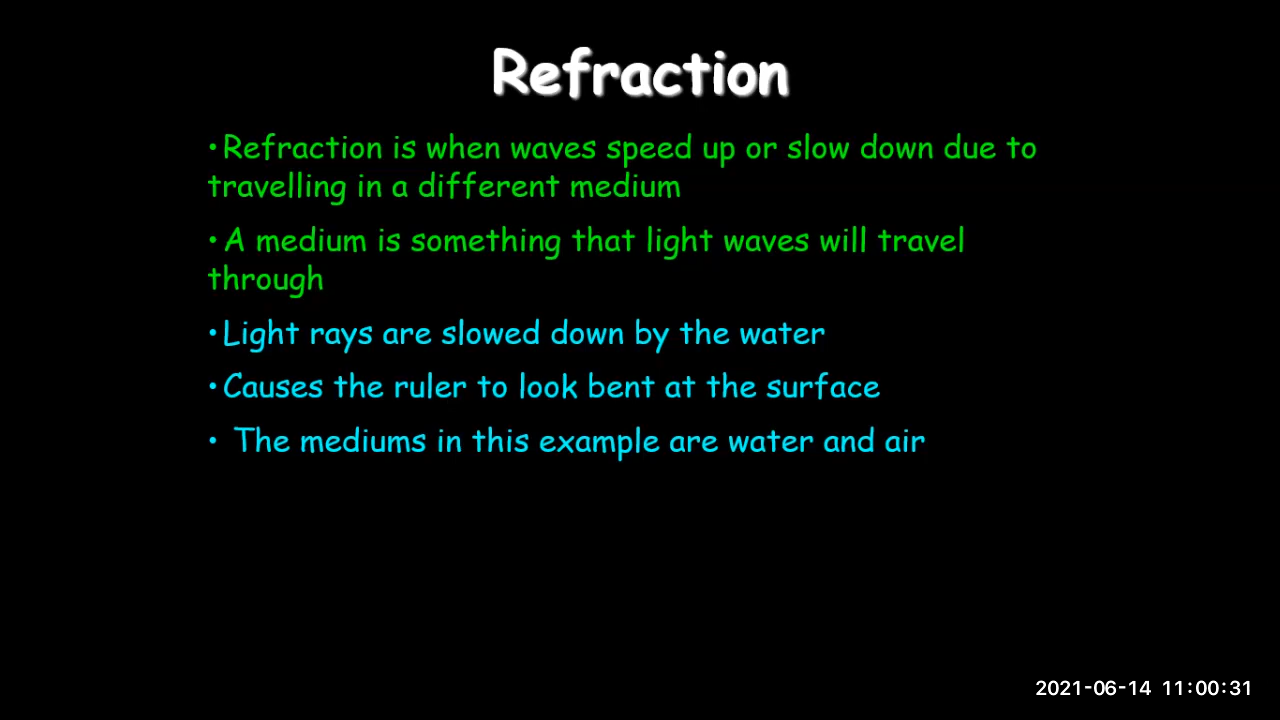 Refraction
•Refraction is when waves speed up or slow down due to
travelling in a different medium
•A medium is something that light waves will travel
through
•Light rays are slowed down by the water
•Causes the ruler to look bent at the surface
• The mediums in this example are water and air
2021-06-14 11:00:31